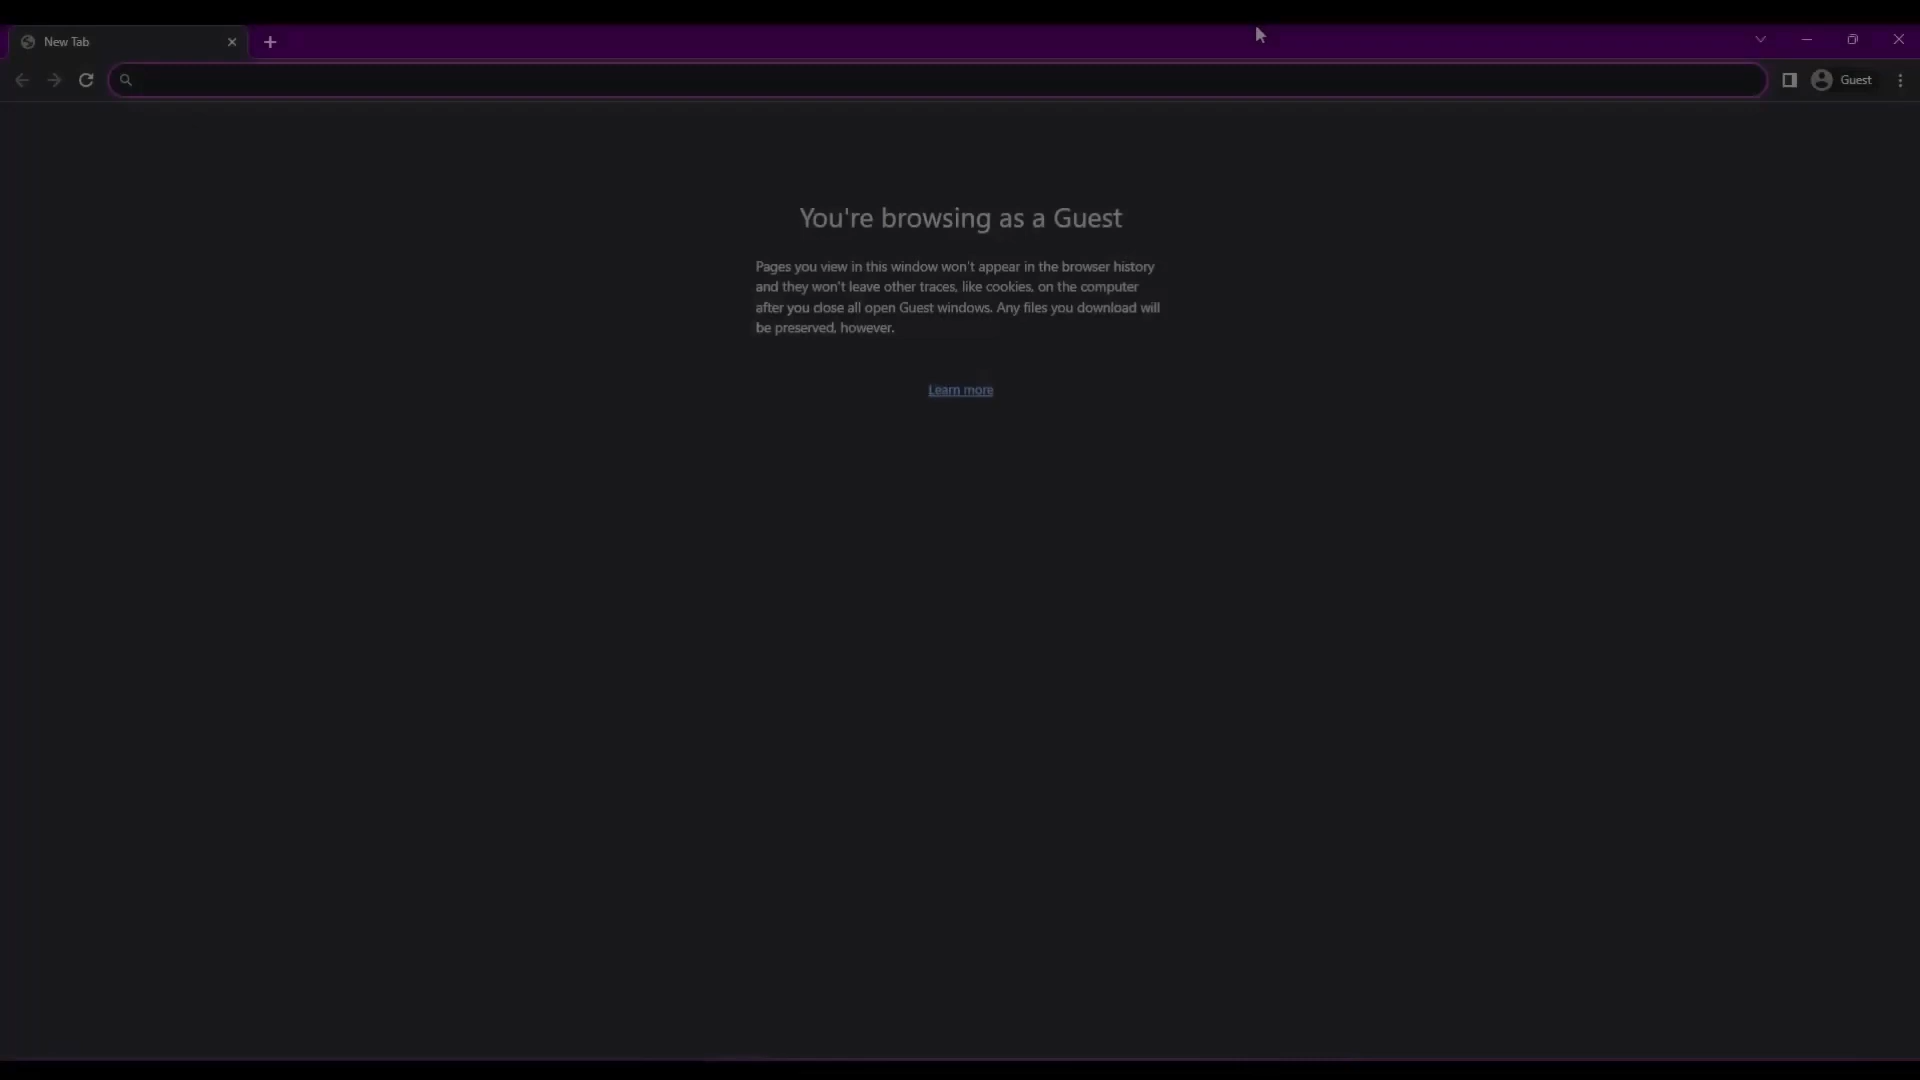 New Tab
Guest
You're browsing as a Guest
Pages you view in this window won't appear in the browser history
and they won't leave other traces, like cookies, on the computer
after you close all open Guest windows. Any files you download will
be preserved, however.
Learn more